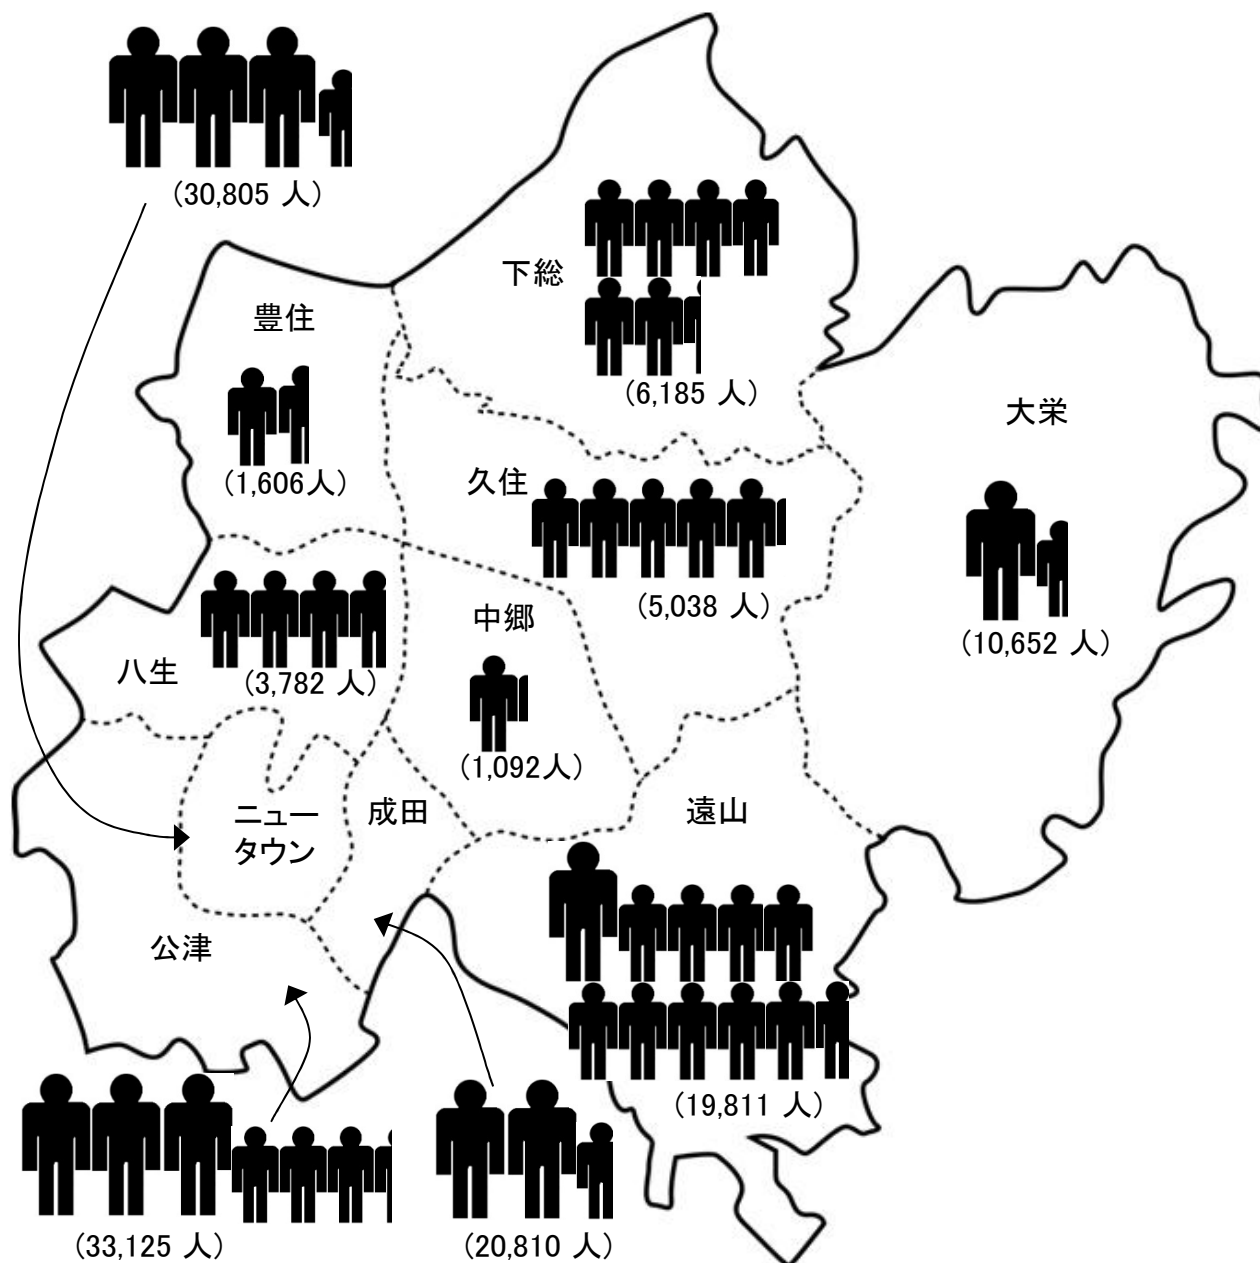 (30,805 人)
下総
(6,185 人)
豊住
(1,606人)
大栄
(10,652 人)
久住
(5,038 人)
八生
(3,782 人)
中郷
(1,092人)
ニュー
タウン
成田
遠山
(19,811 人)
公津
(33,125 人)
(20,810 人)